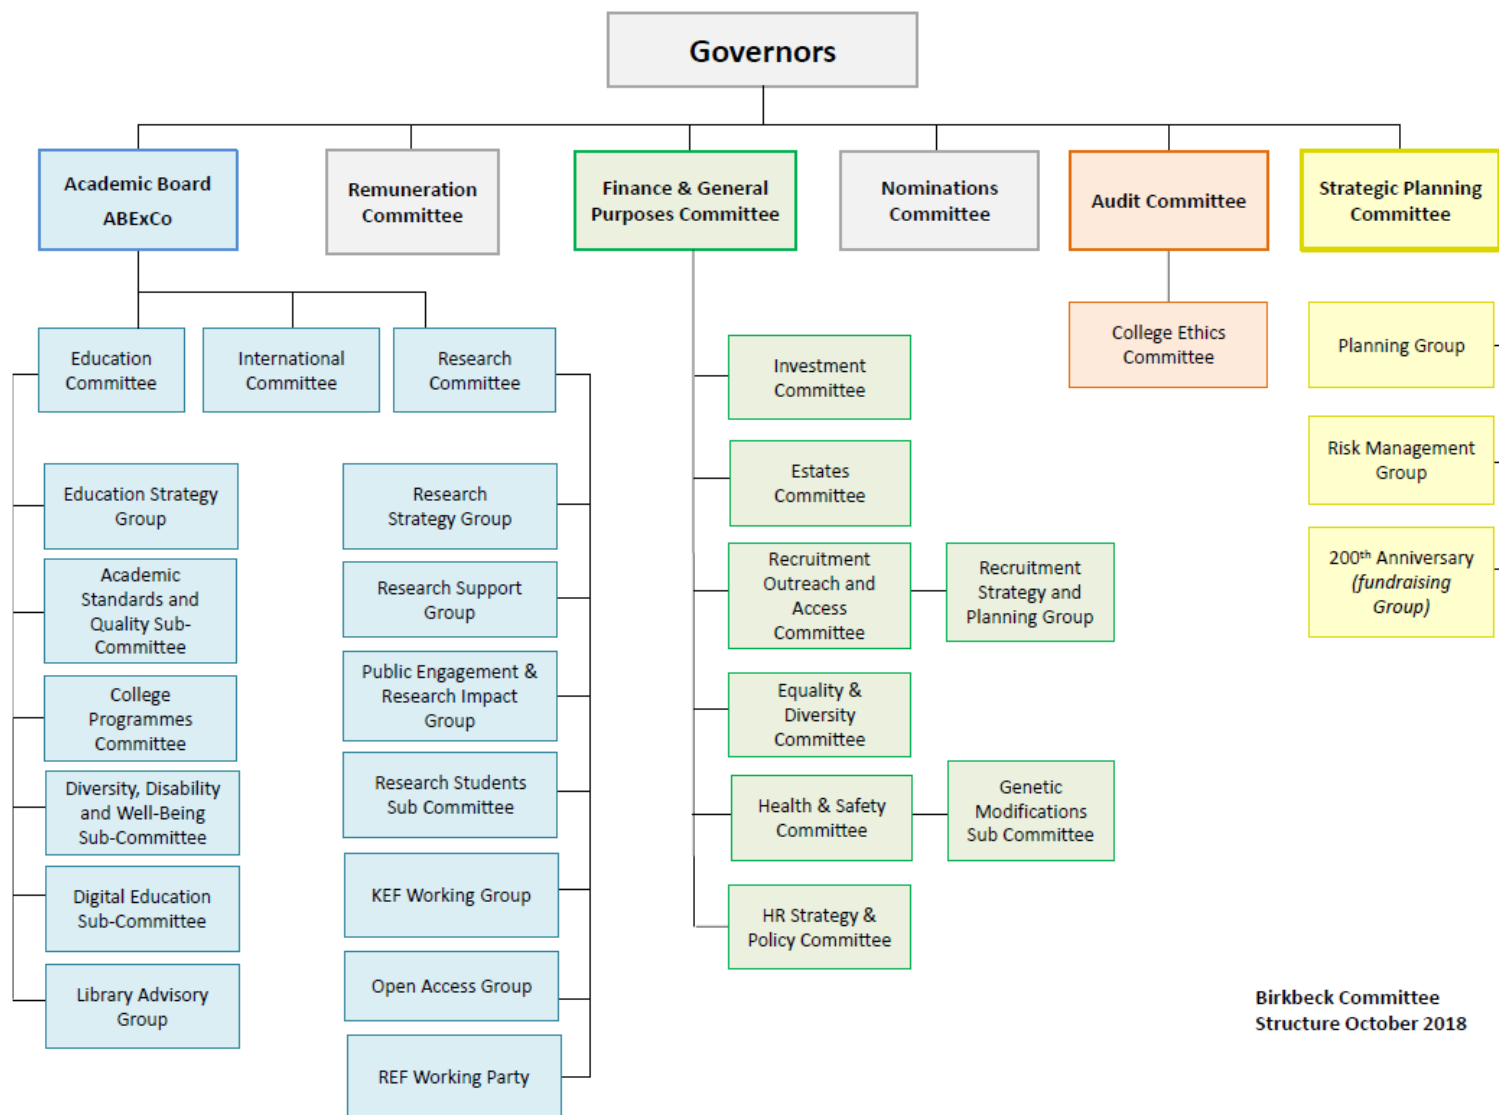 Governors
Academic Board
ABExCo
Remuneration
Committee
Finance & General
Purposes Committee
Nominations
Committee
Audit Committee
Strategic Planning
Committee
Education
Committee
International
Committee
Research
Committee
Education Strategy
Group
Academic
Standards and
Quality Sub-
Committee
College
Programmes
Committee
Diversity, Disability
and Well-Being
Sub-Committee
Digital Education
Sub-Committee
Library Advisory
Group
Research
Strategy Group
Research Support
Group
Public Engagement &
Research Impact
Group
Research Students
Sub Committee
KEF Working Group
Open Access Group
REF Working Party
Investment
Committee
Estates
Committee
Recruitment
Outreach and
Access
Committee
Recruitment
Strategy and
Planning Group
Equality &
Diversity
Committee
Health & Safety
Committee
Genetic
Modifications
Sub Committee
HR Strategy &
Policy Committee
College Ethics
Committee
Planning Group
Risk Management
Group
200th Anniversary
(fundraising
Group)
Birkbeck Committee
Structure October 2018